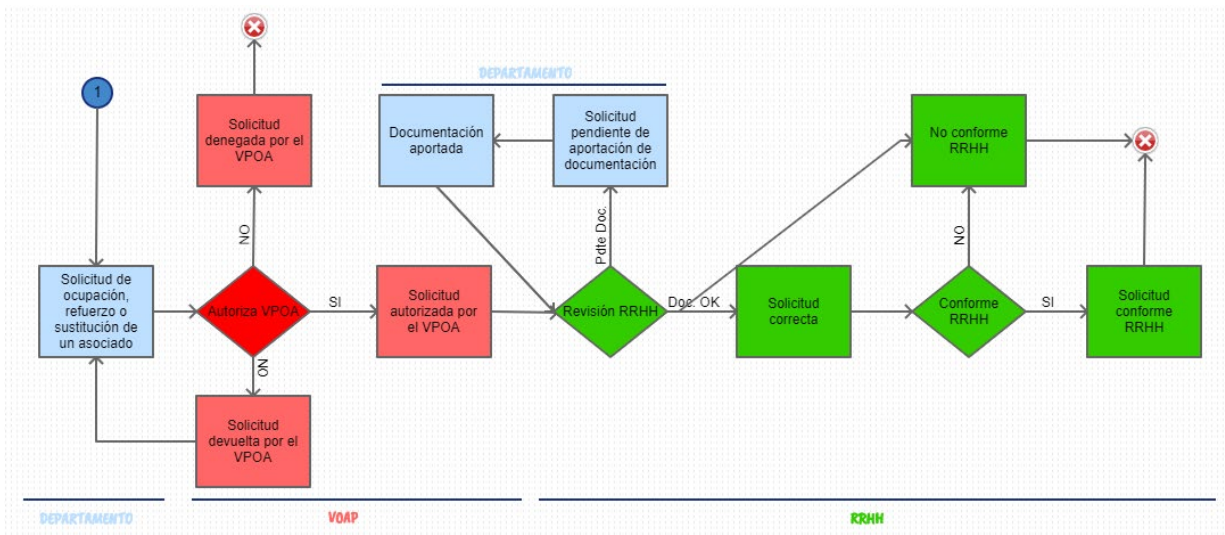 DEPARTAMENTO
1
Solicitud
denegada por el
VPOA
Documentación
aportada
Solicitud
pendiente de
aportación de
documentación
No conforme
RRHH
NO
Pdte Doc.
NO
Solicitud de
ocupación,
refuerzo o
sustitución de
un asociado
Autoriza VPOA
SI
Solicitud
autorizada por
el VPOA
Revisión RRHH
Doc. OK
Solicitud
correcta
Conforme
RRHH
SI
Solicitud
conforme
RRHH
NO
Solicitud
devuelta por el
VPOA
DEPARTAMENTO
VOAP
RRHH